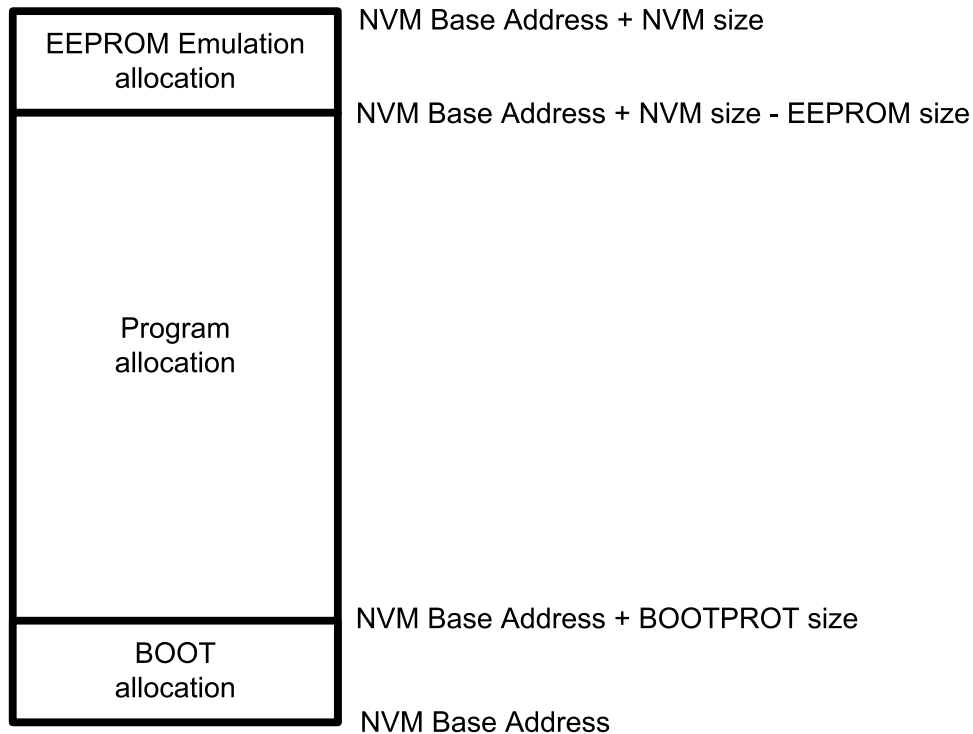 NVM Base Address + NVM size
EEPROM Emulation
allocation
NVM Base Address + NVM size - EEPROM size
Program
allocation
NVM Base Address + BOOTPROT size
BOOT
allocation
NVM Base Address